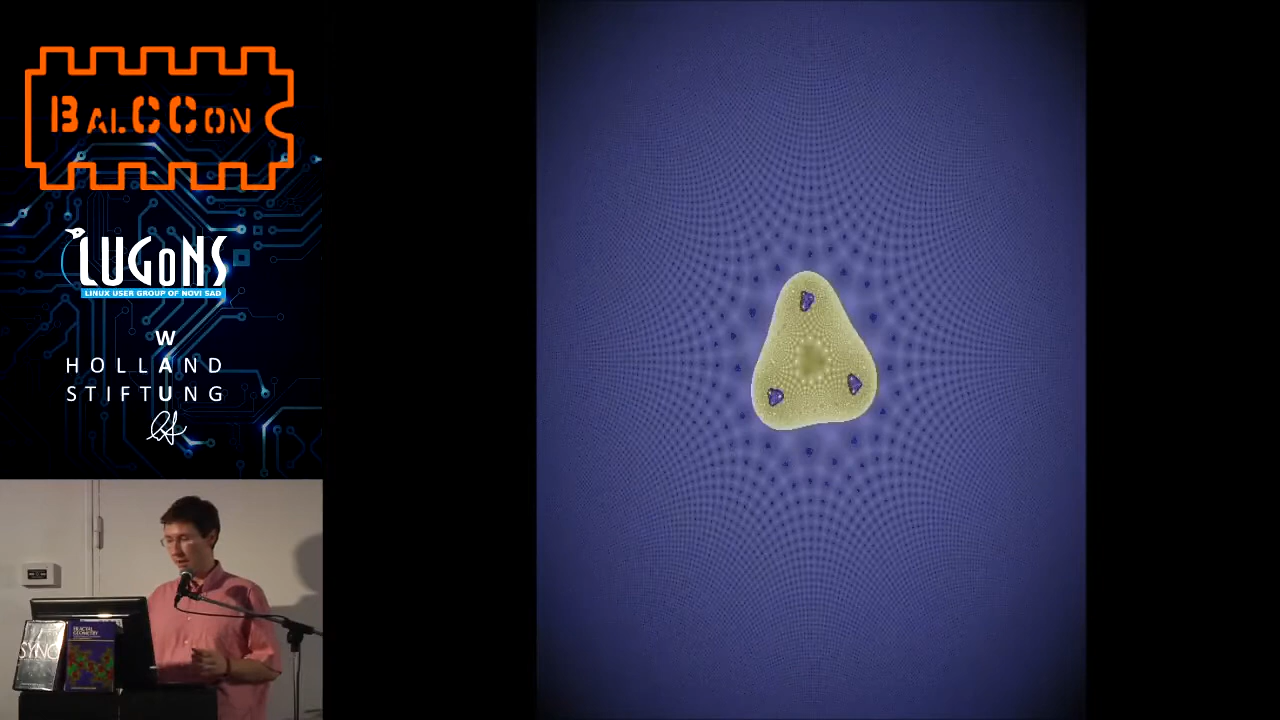 BALCCON
LUGONS
LINUX USER GROUP OF NOVI SAD
W
HOLLAND
A
STIFTUNG
U
SYNC
FRACTAL
GEOMETRY